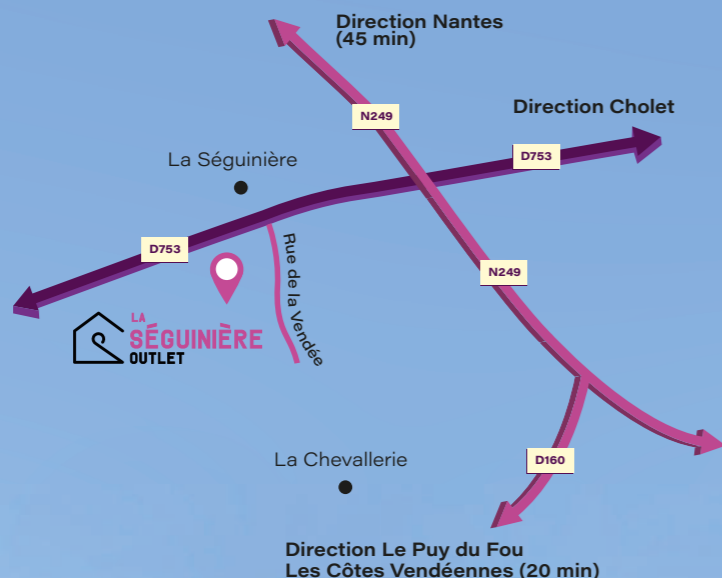 Direction Nantes
(45 min)
N249
Direction Cholet
D753
La Séguinière
D753
Rue de la Vendée
N249
LA
SÉGUINIÈRE
OUTLET
La Chevallerie
D160
Direction Le Puy du Fou
Les Côtes Vendéennes (20 min)